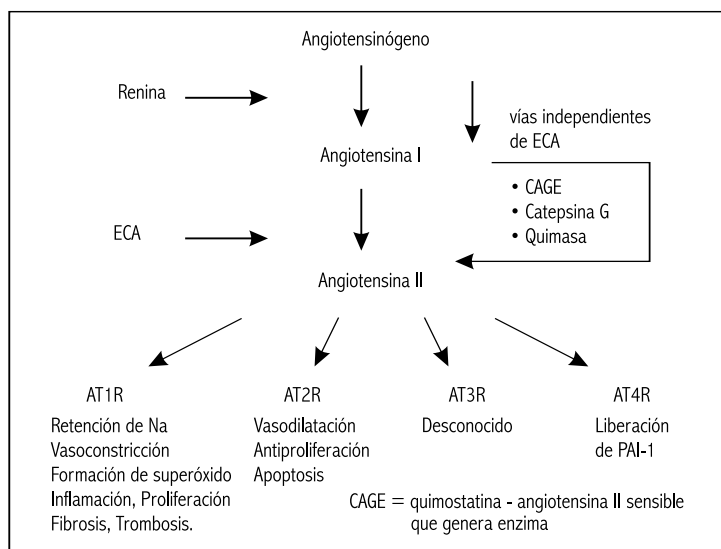 Angiotensinógeno
Renina
vías independientes
de ECA
Angiotensina I
• CAGE
• Catepsina G
• Quimasa
ECA
Angiotensina II
AT1R
Retención de Na
Vasoconstricción
Formación de superóxido
Inflamación, Proliferación
Fibrosis, Trombosis.
AT2R
Vasodilatación
Antiproliferación
Apoptosis
AT3R
Desconocido
AT4R
Liberación
de PAI-1
CAGE = quimostatina - angiotensina II sensible
que genera enzima